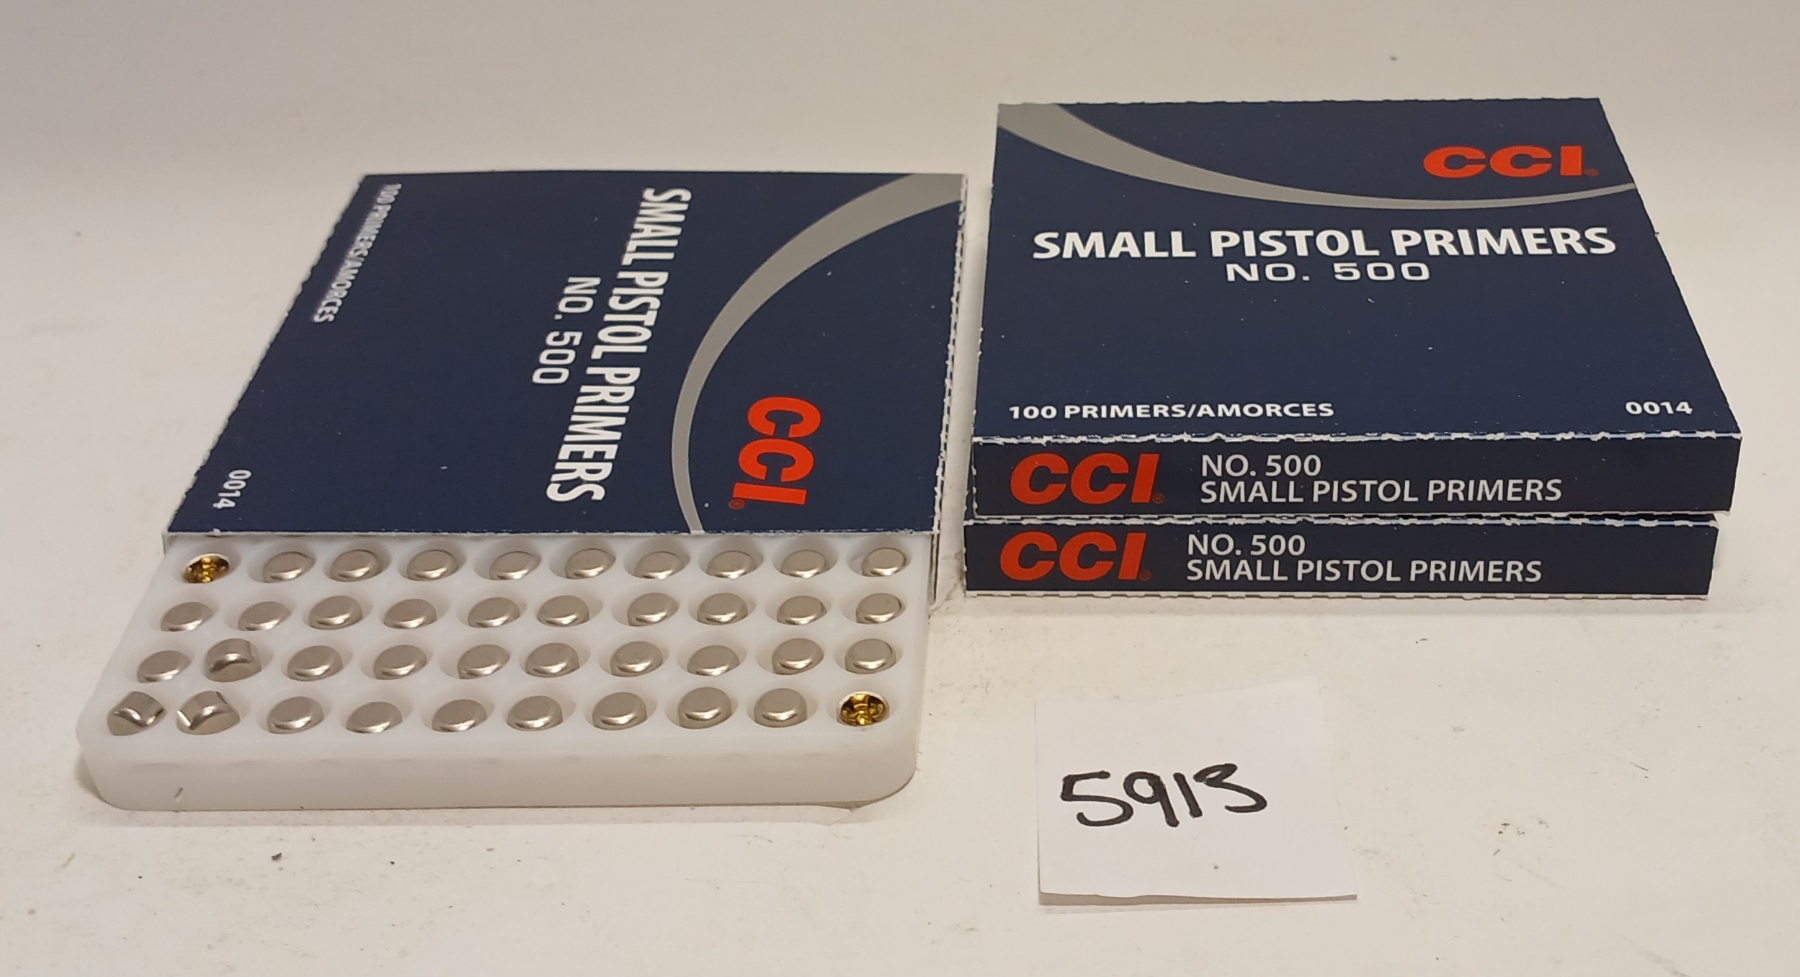 100 PRIMERS/AMORCES
0014
SMALL PISTOL PRIMERS
NO. 500
CCI®
CCI®
SMALL PISTOL PRIMERS
NO. 500
100 PRIMERS/AMORCES 0014
CCI® NO. 500
SMALL PISTOL PRIMERS
CCI® NO. 500
SMALL PISTOL PRIMERS
5913